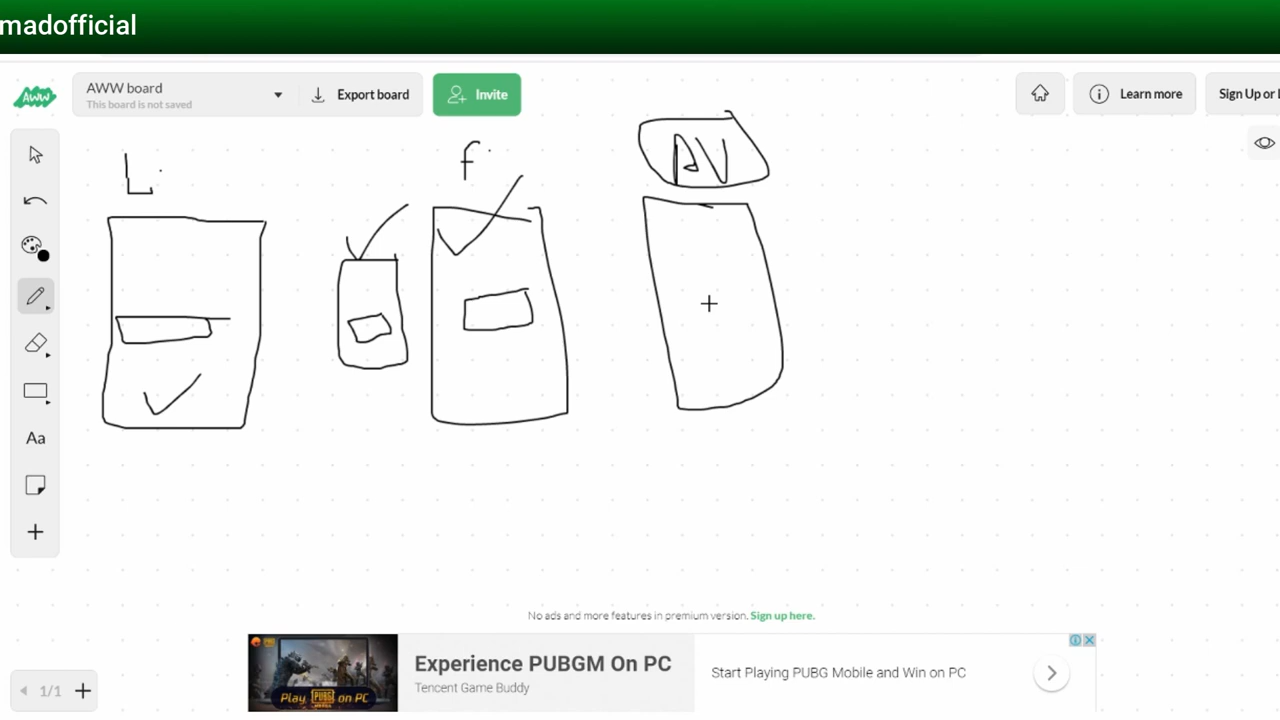 madofficial
AWW
AWW board
This board is not saved
Export board
Invite
Learn more
Sign Up or
L
f
AV
Aa
No ads and more features in premium version. Sign up here.
Play PUBG on PC
Experience PUBGM On PC
Tencent Game Buddy
Start Playing PUBG Mobile and Win on PC
1/1